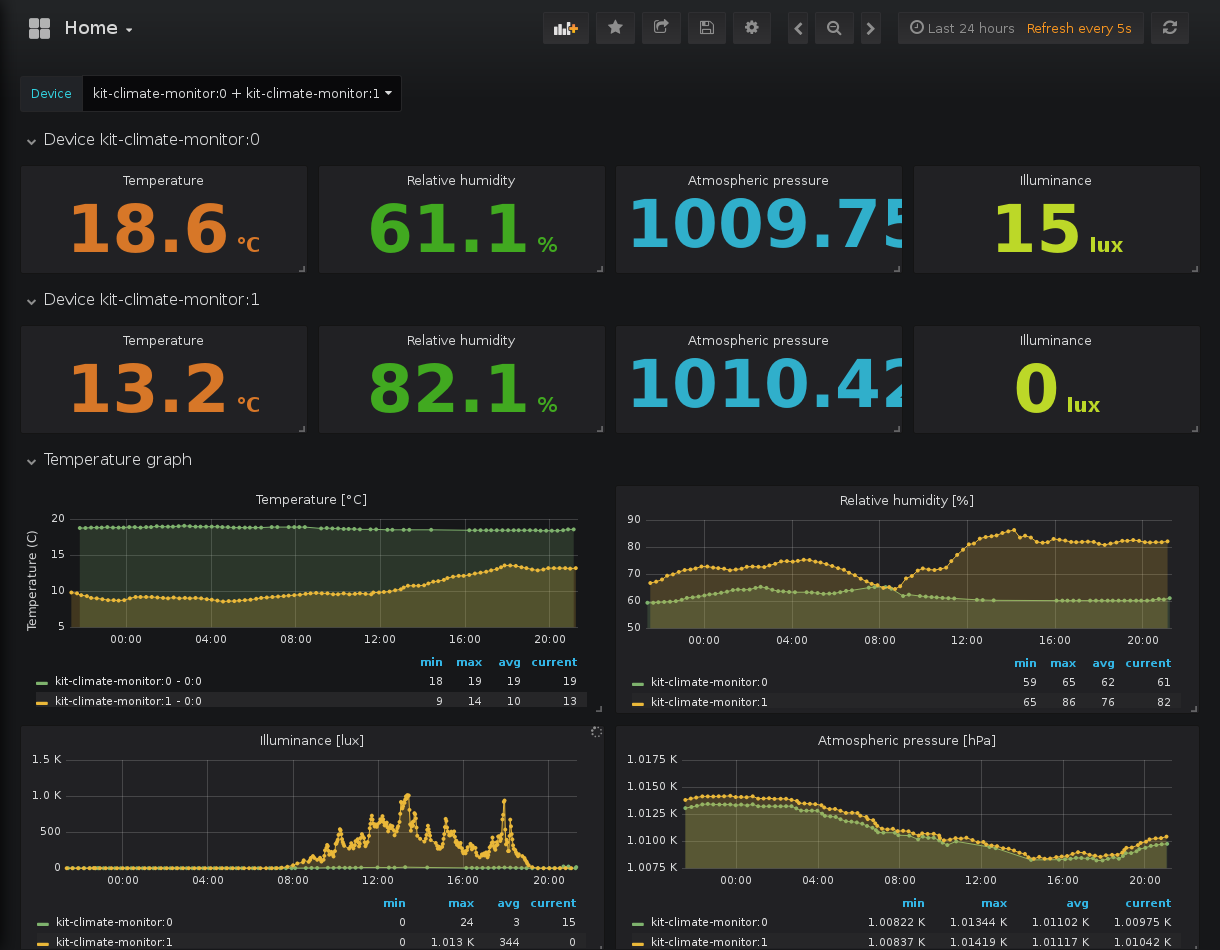 Home
Last 24 hours Refresh every 5s
Device kit-climate-monitor:0 + kit-climate-monitor:1
Device kit-climate-monitor:0
Temperature Relative humidity Atmospheric pressure Illuminance
18.6 °C 61.1 % 1009.75 15 lux
Device kit-climate-monitor:1
Temperature Relative humidity Atmospheric pressure Illuminance
13.2 °C 82.1 % 1010.42 0 lux
Temperature graph
Temperature [°C]
Temperature (C)
20
15
10
5
00:00 04:00 08:00 12:00 16:00 20:00
min max avg current
kit-climate-monitor:0 - 0:0 18 19 19 19
kit-climate-monitor:1 - 0:0 9 14 10 13
Relative humidity [%]
90
80
70
60
50
00:00 04:00 08:00 12:00 16:00 20:00
min max avg current
kit-climate-monitor:0 59 65 62 61
kit-climate-monitor:1 65 86 76 82
Illuminance [lux]
1.5 K
1.0 K
500
0
00:00 04:00 08:00 12:00 16:00 20:00
min max avg current
kit-climate-monitor:0 0 24 3 15
kit-climate-monitor:1 0 1.013 K 344 0
Atmospheric pressure [hPa]
1.0175 K
1.0150 K
1.0125 K
1.0100 K
1.0075 K
00:00 04:00 08:00 12:00 16:00 20:00
min max avg current
kit-climate-monitor:0 1.00822 K 1.01344 K 1.01102 K 1.00975 K
kit-climate-monitor:1 1.00837 K 1.01419 K 1.01117 K 1.01042 K